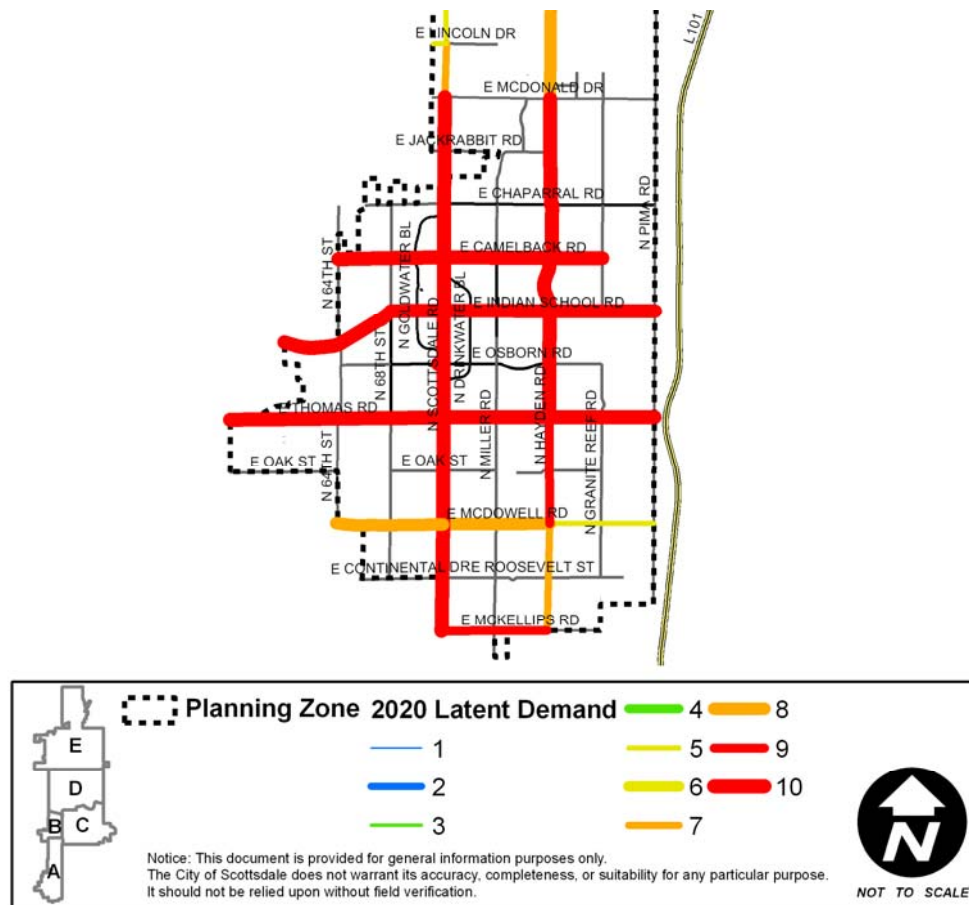 E LINCOLN DR
L101
E MCDONALD DR
E JACKRABBIT RD
E CHAPARRAL RD
N PIMA RD
N 64TH ST
N GOLDWATER BL
E CAMELBACK RD
E INDIAN SCHOOL RD
N 68TH ST
N SCOTTSDALE RD
N DRINKWATER BL
E OSBORN RD
E THOMAS RD
N MILLER RD
N HAYDEN RD
N GRANITE REEF RD
N 64TH ST
E OAK ST
E OAK ST
E MCDOWELL RD
E CONTINENTAL DR
E ROOSEVELT ST
E MCKELLIPS RD
Planning Zone
2020 Latent Demand
1
2
3
4
5
6
7
8
9
10
E
D
B
C
A
Notice: This document is provided for general information purposes only.
The City of Scottsdale does not warrant its accuracy, completeness, or suitability for any particular purpose.
It should not be relied upon without field verification.
N
NOT TO SCALE